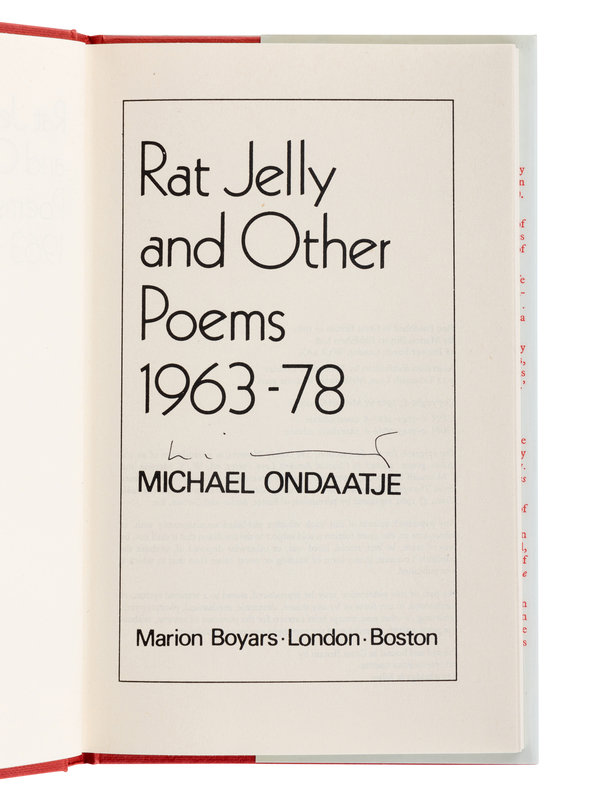 Rat Jelly
and Other
Poems
1963-78
MICHAEL ONDAATJE
Marion Boyars · London · Boston